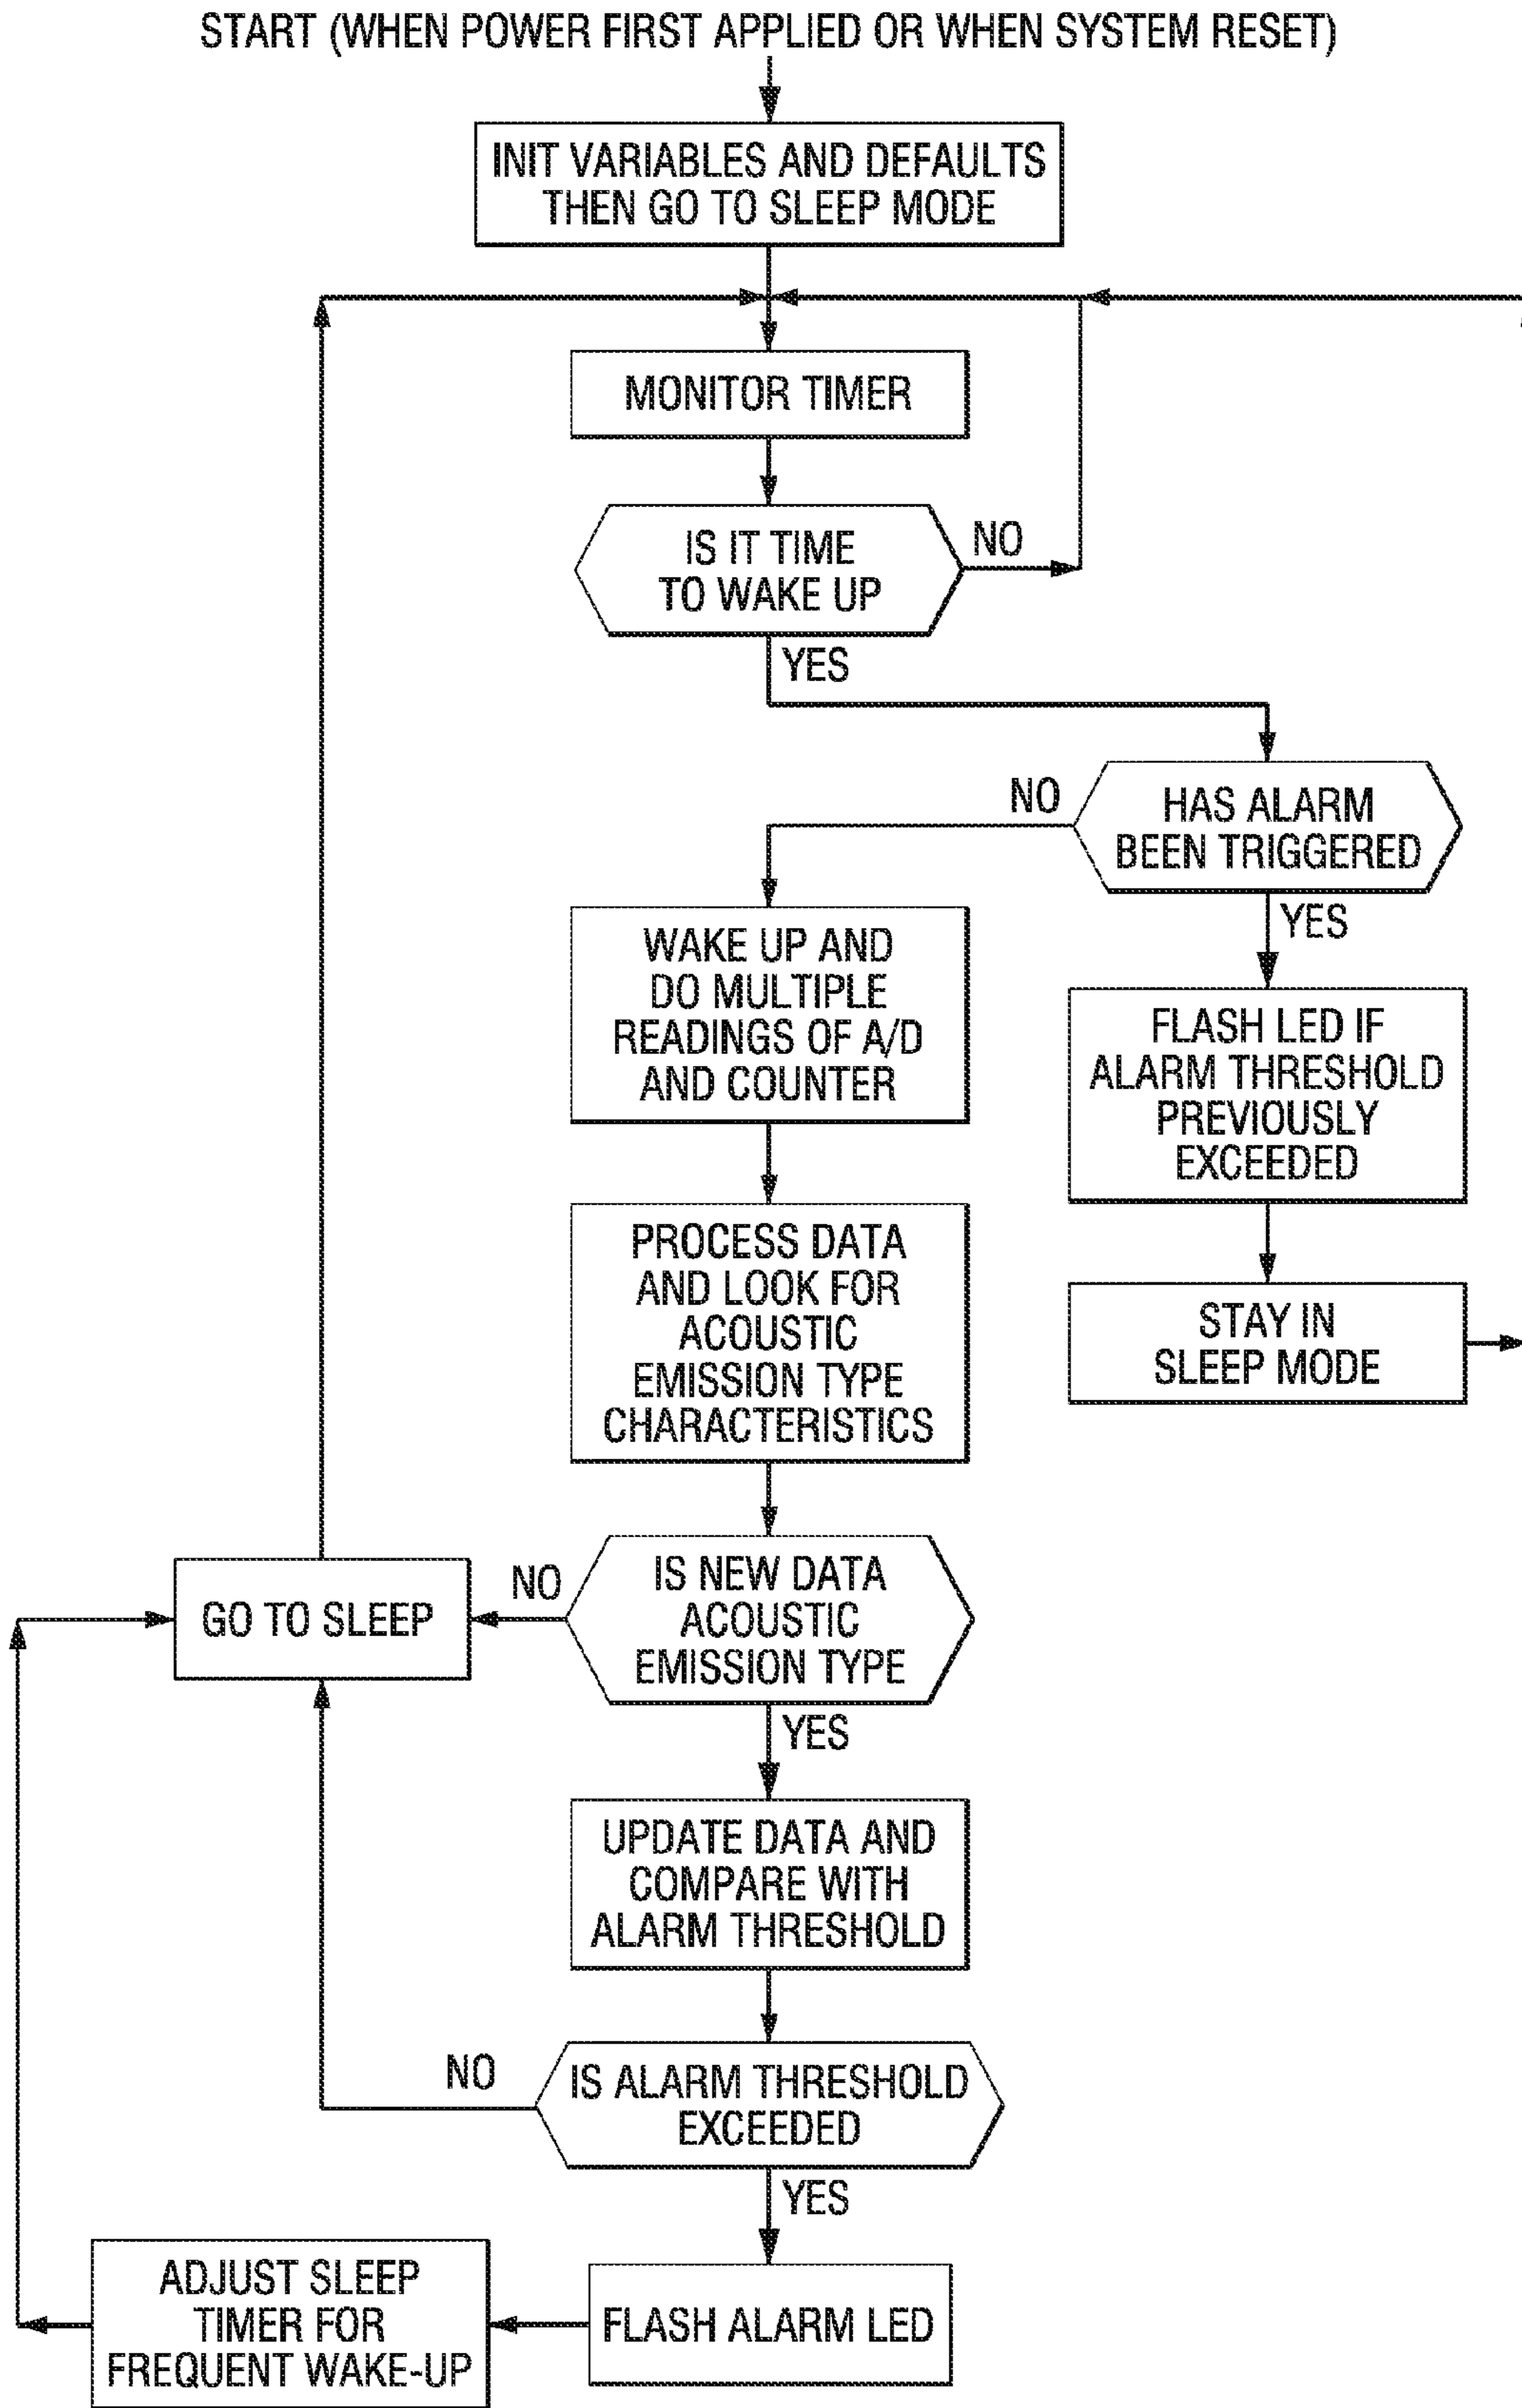 START (WHEN POWER FIRST APPLIED OR WHEN SYSTEM RESET)
INIT VARIABLES AND DEFAULTS
THEN GO TO SLEEP MODE
MONITOR TIMER
IS IT TIME
TO WAKE UP
NO
YES
HAS ALARM
BEEN TRIGGERED
NO
YES
WAKE UP AND
DO MULTIPLE
READINGS OF A/D
AND COUNTER
FLASH LED IF
ALARM THRESHOLD
PREVIOUSLY
EXCEEDED
PROCESS DATA
AND LOOK FOR
ACOUSTIC
EMISSION TYPE
CHARACTERISTICS
STAY IN
SLEEP MODE
IS NEW DATA
ACOUSTIC
EMISSION TYPE
NO
GO TO SLEEP
YES
UPDATE DATA AND
COMPARE WITH
ALARM THRESHOLD
IS ALARM THRESHOLD
EXCEEDED
NO
YES
FLASH ALARM LED
ADJUST SLEEP
TIMER FOR
FREQUENT WAKE-UP